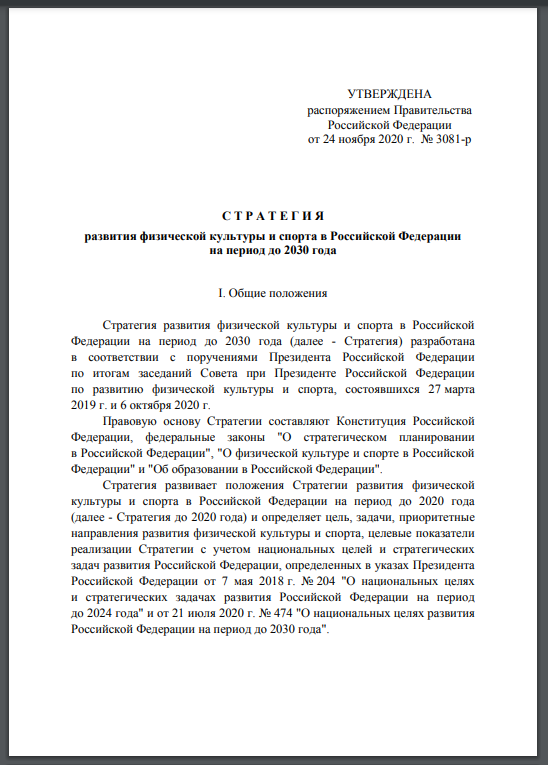 УТВЕРЖДЕНА
распоряжением Правительства
Российской Федерации
от 24 ноября 2020 г. № 3081-р
С Т Р А Т Е Г И Я
развития физической культуры и спорта в Российской Федерации
на период до 2030 года
I. Общие положения
Стратегия развития физической культуры и спорта в Российской
Федерации на период до 2030 года (далее - Стратегия) разработана
в соответствии с поручениями Президента Российской Федерации
по итогам заседаний Совета при Президенте Российской Федерации
по развитию физической культуры и спорта, состоявшихся 27 марта
2019 г. и 6 октября 2020 г.
Правовую основу Стратегии составляют Конституция Российской
Федерации, федеральные законы "О стратегическом планировании
в Российской Федерации", "О физической культуре и спорте в Российской
Федерации" и "Об образовании в Российской Федерации".
Стратегия развивает положения Стратегии развития физической
культуры и спорта в Российской Федерации на период до 2020 года
(далее - Стратегия до 2020 года) и определяет цель, задачи, приоритетные
направления развития физической культуры и спорта, целевые показатели
реализации Стратегии с учетом национальных целей и стратегических
задач развития Российской Федерации, определенных в указах Президента
Российской Федерации от 7 мая 2018 г. № 204 "О национальных целях
и стратегических задачах развития Российской Федерации на период
до 2024 года" и от 21 июля 2020 г. № 474 "О национальных целях развития
Российской Федерации на период до 2030 года".